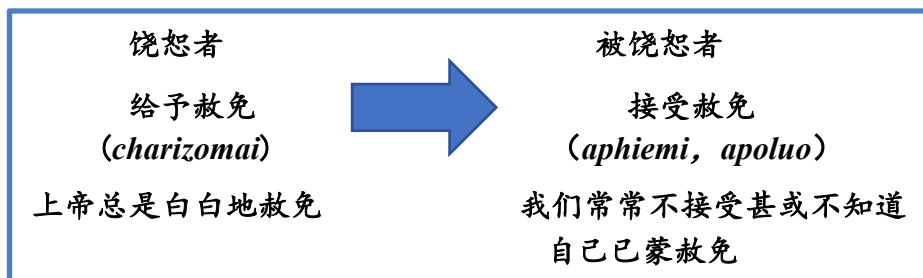 饶恕者
给予赦免
(charizomai)
上帝总是白白地赦免
被饶恕者
接受赦免
（aphiemi，apoluo）
我们常常不接受甚或不知道
自己已蒙赦免